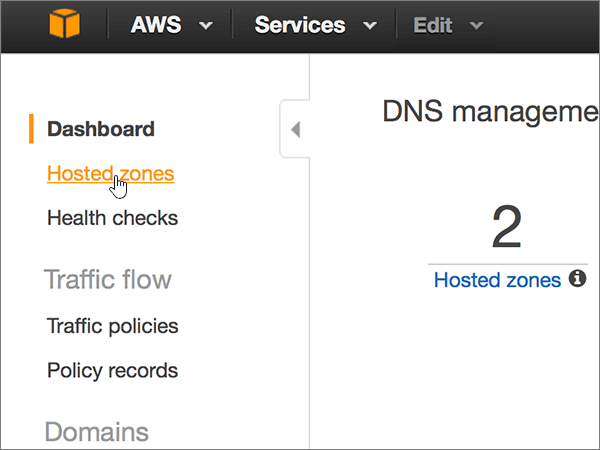 AWS Services Edit
Dashboard
Hosted zones
Health checks
Traffic flow
Traffic policies
Policy records
Domains
DNS manageme
2
Hosted zones